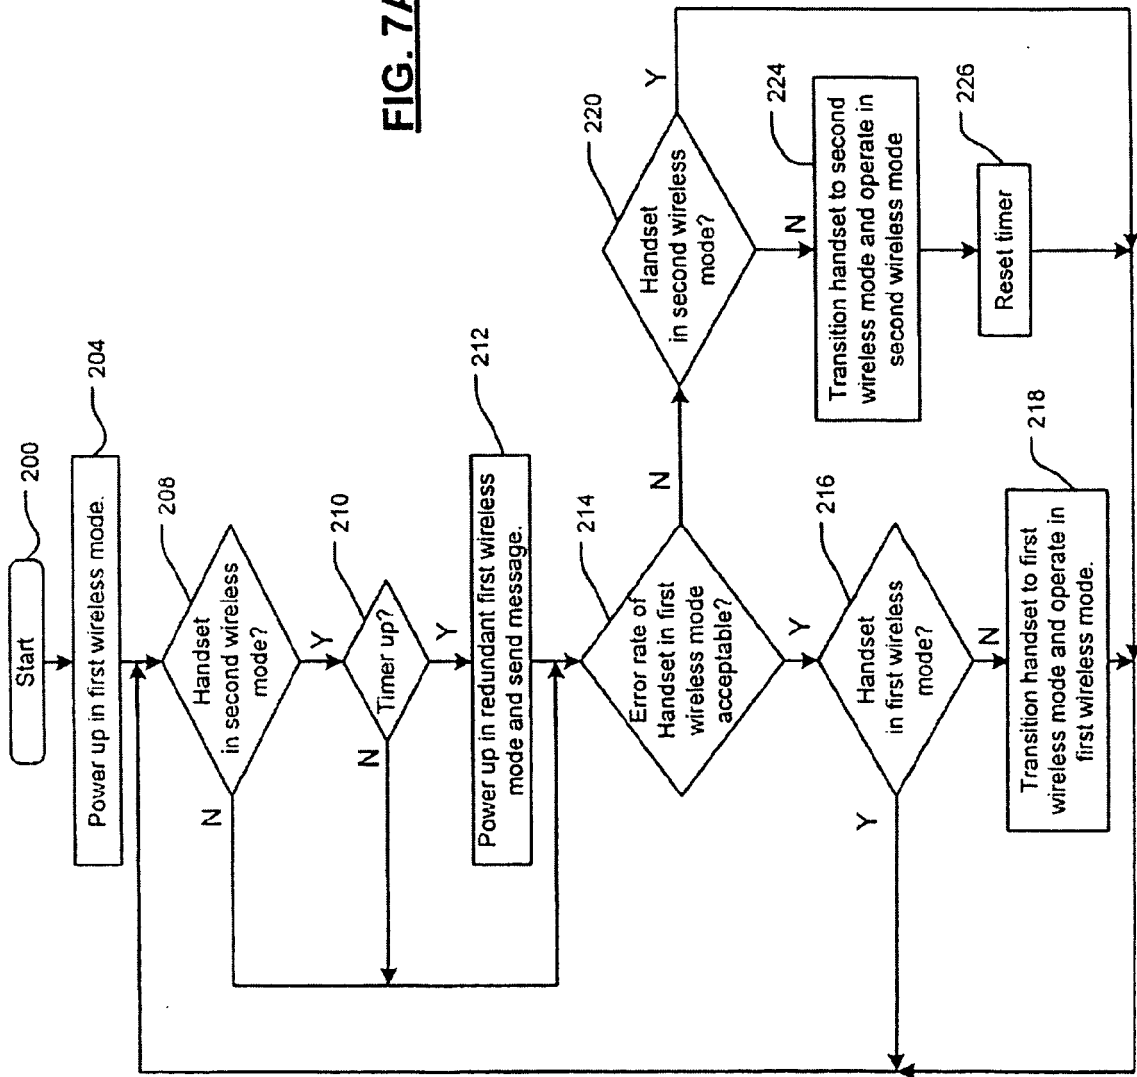 FIG. 7A
Start
200
Power up in first wireless mode.
204
Handset
in second wireless
mode?
208
N
Y
Timer up?
210
N
Y
Power up in redundant first wireless
mode and send message.
212
Error rate of
Handset in first
wireless mode
acceptable?
214
N
Y
Handset
in second wireless
mode?
220
Y
N
Transition handset to second
wireless mode and operate in
second wireless mode
224
Reset timer
226
Handset
in first wireless
mode?
216
Y
N
Transition handset to first
wireless mode and operate in
first wireless mode.
218